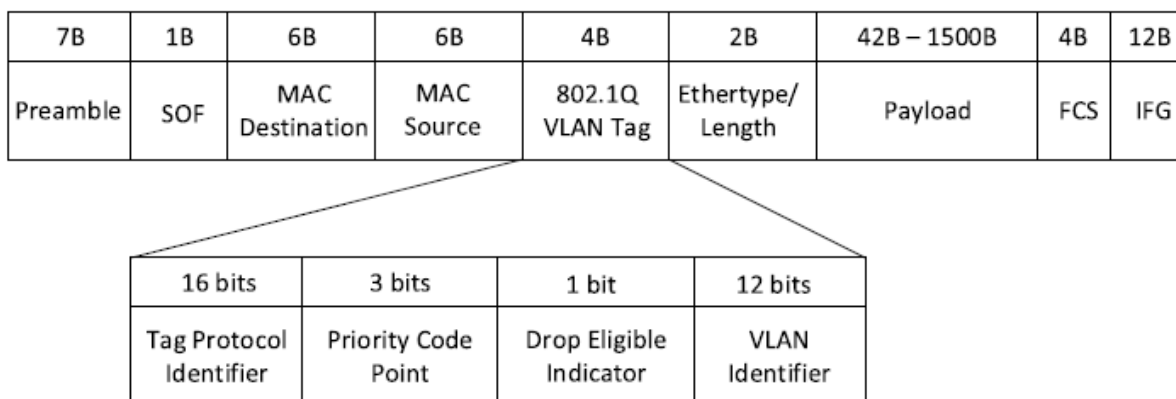 7B 1B 6B 6B 4B 2B 42B – 1500B 4B 12B
Preamble SOF MAC Destination MAC Source 802.1Q VLAN Tag Ethertype/ Length Payload FCS IFG
16 bits 3 bits 1 bit 12 bits
Tag Protocol Identifier Priority Code Point Drop Eligible Indicator VLAN Identifier